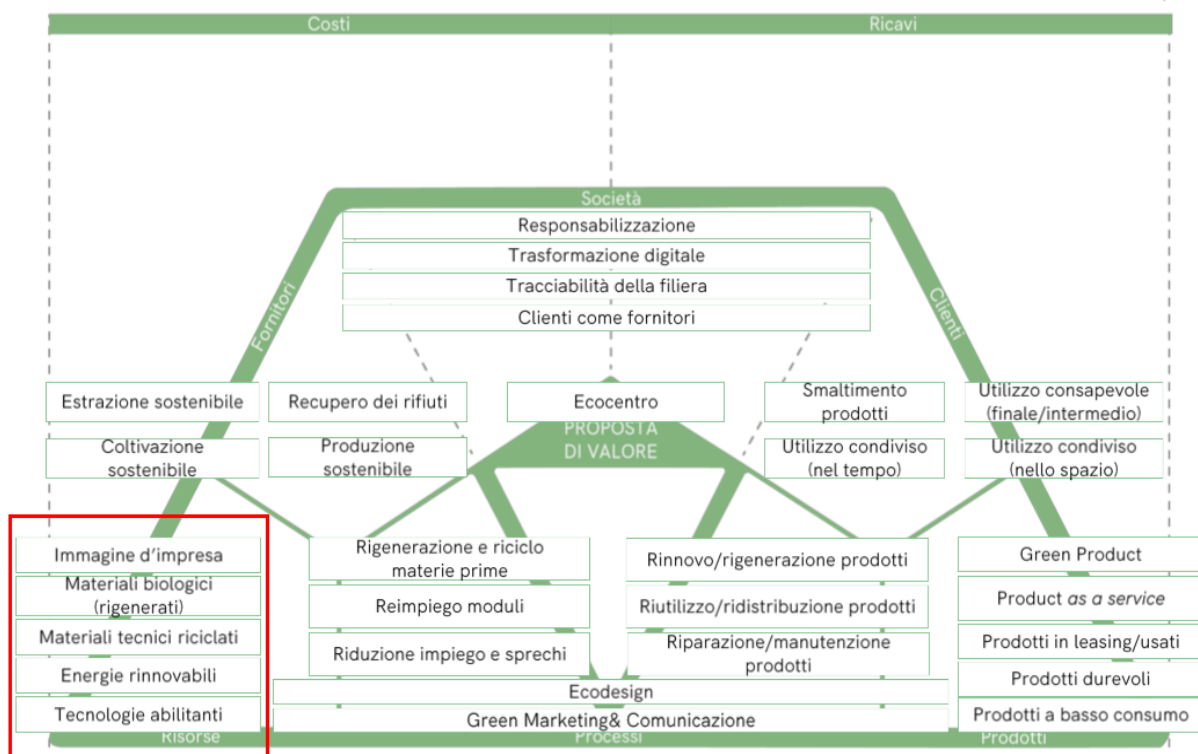 Costi
Ricavi
Società
Responsabilizzazione
Trasformazione digitale
Tracciabilità della filiera
Clienti come fornitori
Fornitori
Clienti
Estrazione sostenibile
Recupero dei rifiuti
Ecocentro
Smaltimento
prodotti
Utilizzo consapevole
(finale/intermedio)
Coltivazione
sostenibile
Produzione
sostenibile
PROPOSTA
DI VALORE
Utilizzo condiviso
(nel tempo)
Utilizzo condiviso
(nello spazio)
Immagine d'impresa
Materiali biologici
(rigenerati)
Materiali tecnici riciclati
Energie rinnovabili
Tecnologie abilitanti
Rigenerazione e riciclo
materie prime
Reimpiego moduli
Riduzione impiego e sprechi
Rinnovo/rigenerazione prodotti
Riutilizzo/ridistribuzione prodotti
Riparazione/manutenzione
prodotti
Green Product
Product as a service
Prodotti in leasing/usati
Prodotti durevoli
Prodotti a basso consumo
Ecodesign
Green Marketing& Comunicazione
Risorse
Processi
Prodotti